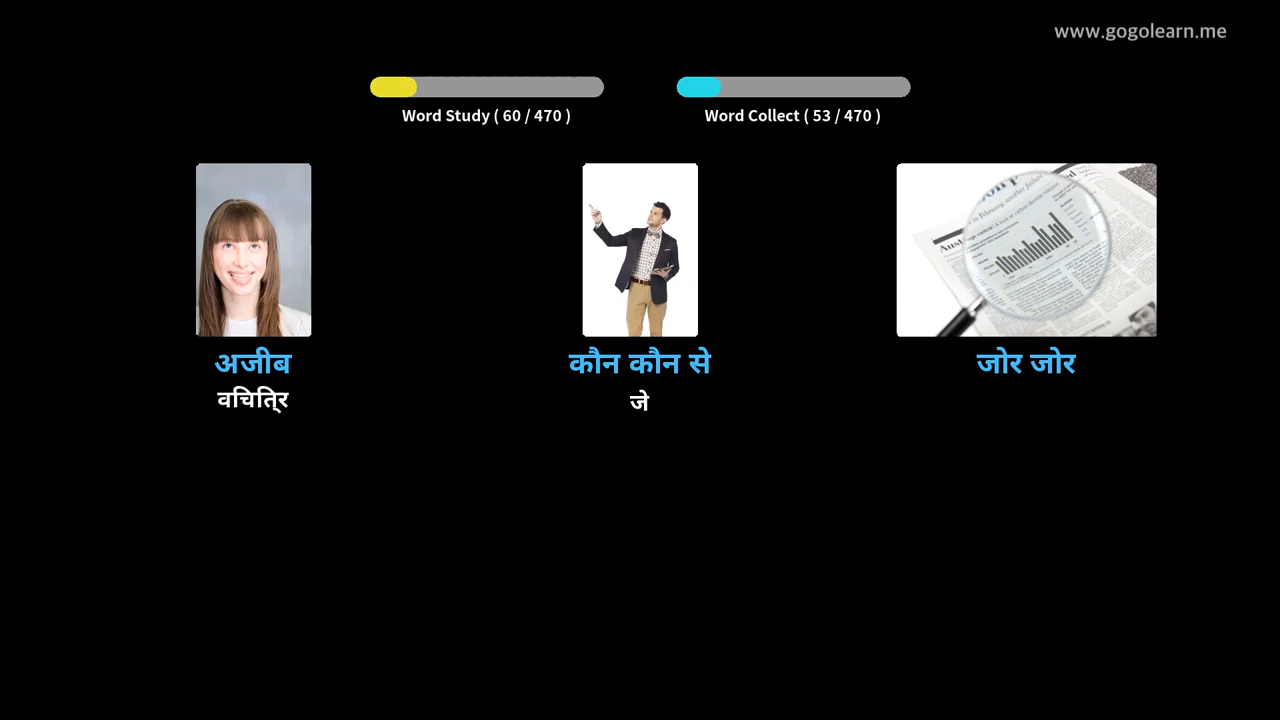 www.gogolearn.me
Word Study ( 60 / 470 )
Word Collect ( 53 / 470 )
अजीब
वचित्रि
कौन कौन से
जे
जोर जोर